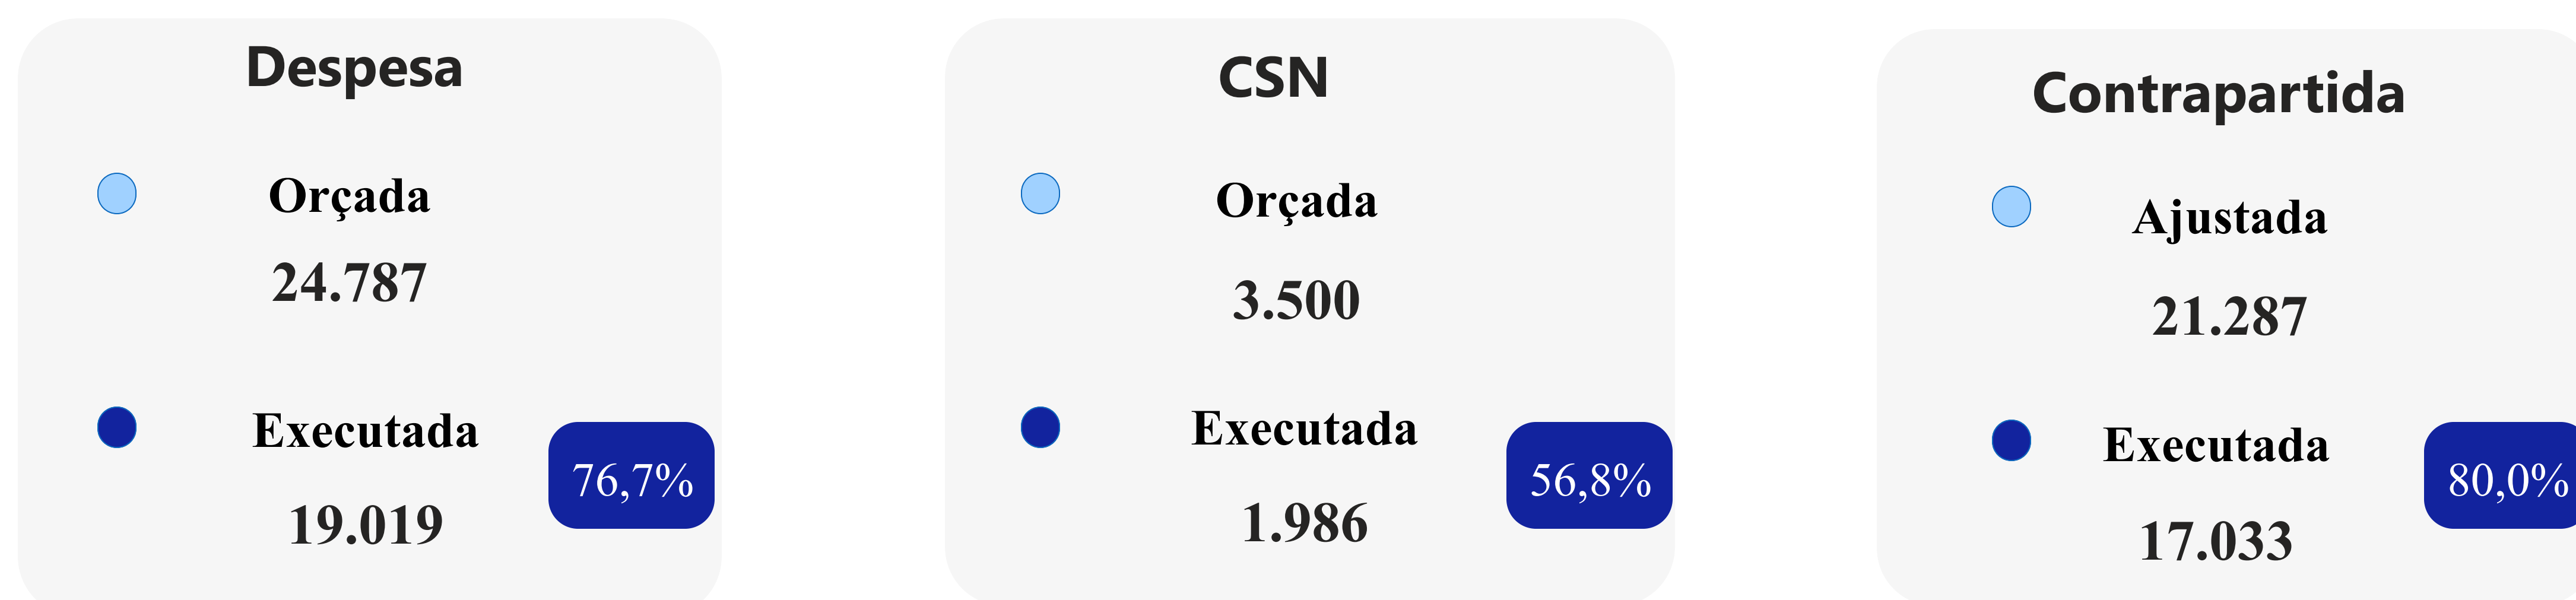 Despesa
Orçada
24.787
Executada
76,7%
19.019
CSN
Orçada
3.500
Executada
56,8%
1.986
Contrapartida
Ajustada
21.287
Executada
80,0%
17.033